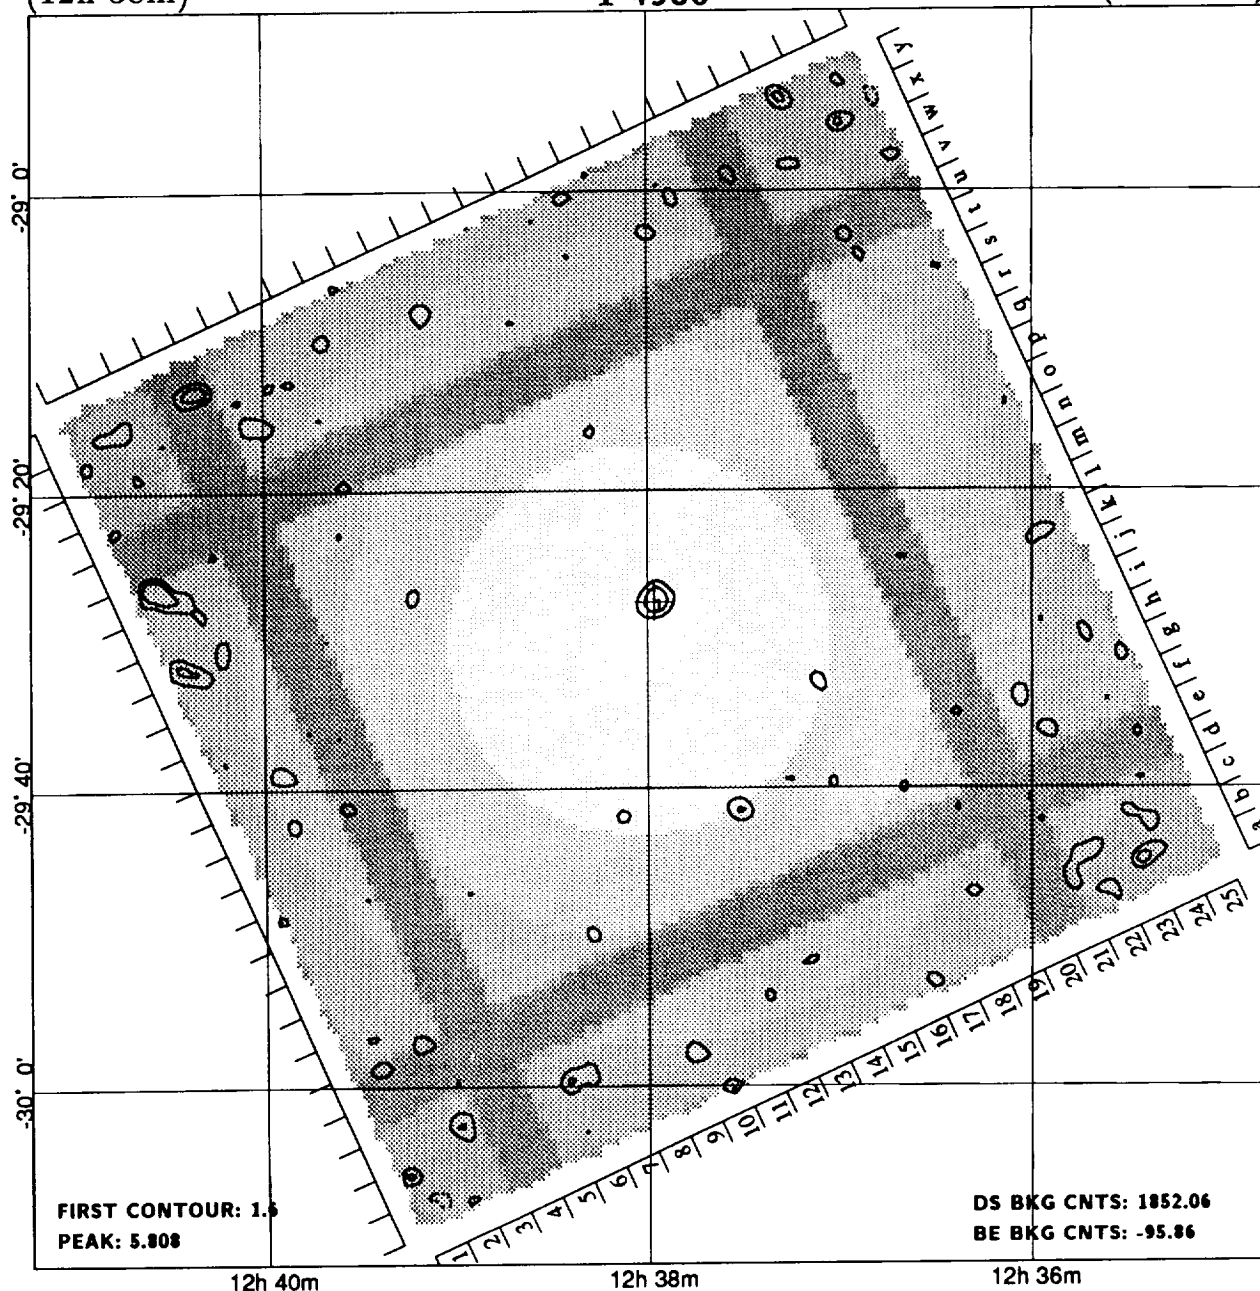 -29° 0'
-29° 20'
-29° 40'
-30° 0'
a|b|c|d|e|f|g|h|i|j|k|l|m|n|o|p|q|r|s|t|u|v|w|x|y
1|2|3|4|5|6|7|8|9|10|11|12|13|14|15|16|17|18|19|20|21|22|23|24|25
FIRST CONTOUR: 1.6
PEAK: 5.808
DS BKG CNTS: 1852.06
BE BKG CNTS: -95.86
12h 40m
12h 38m
12h 36m